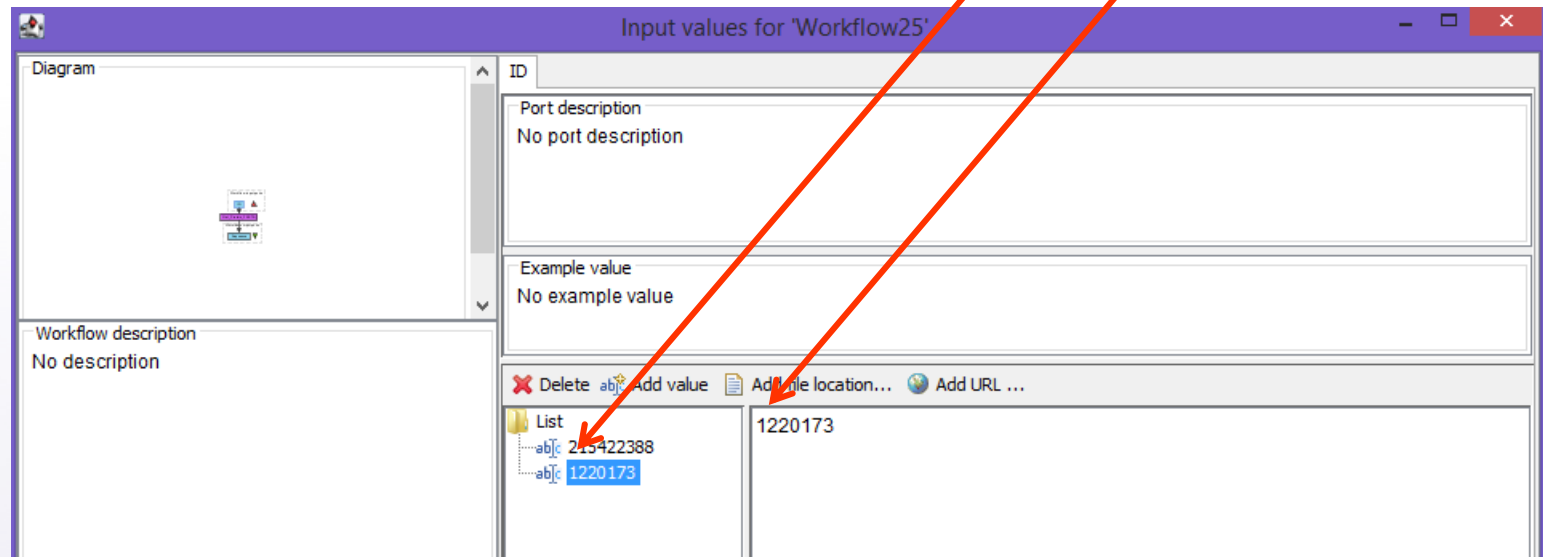 Input values for 'Workflow25'
Diagram
Workflow description
No description
ID
Port description
No port description
Example value
No example value
Delete Add value Add file location... Add URL ...
List
215422388
1220173
1220173